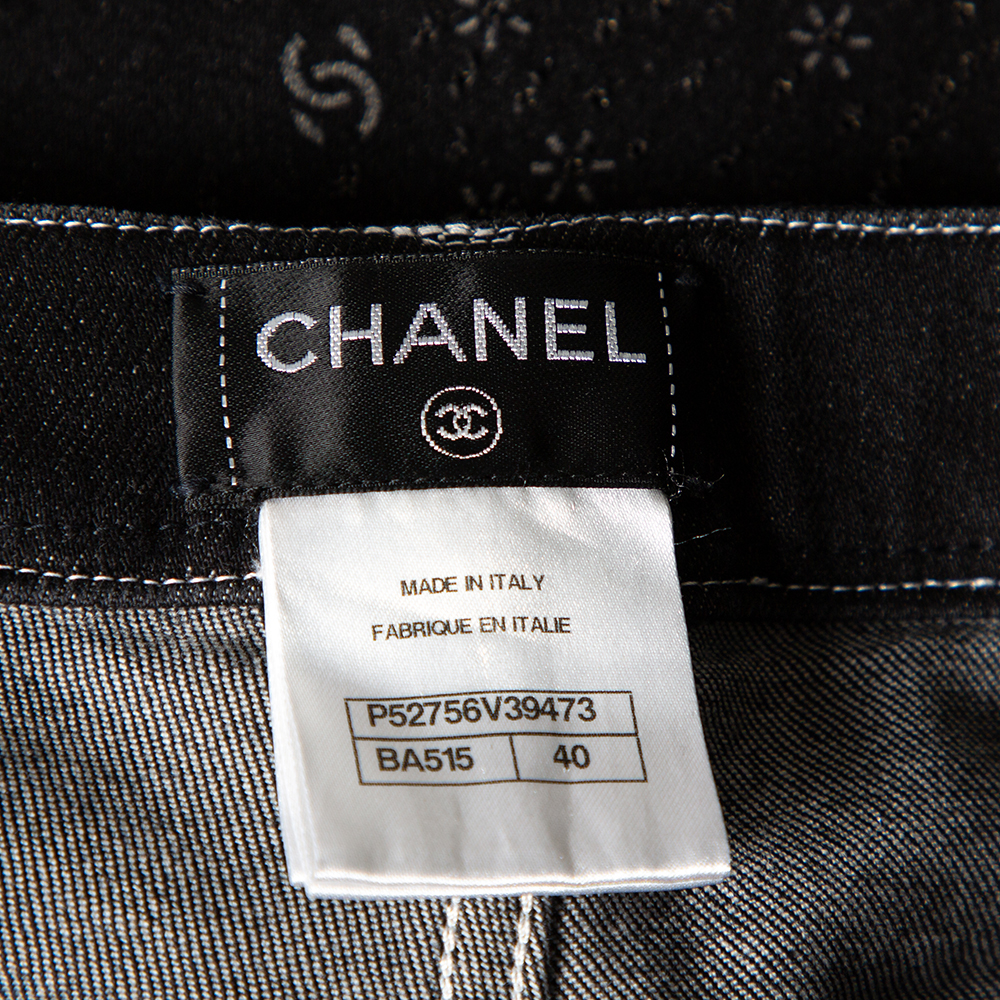 CHANEL
MADE IN ITALY
FABRIQUE EN ITALIE
P52756V39473
BA515 40